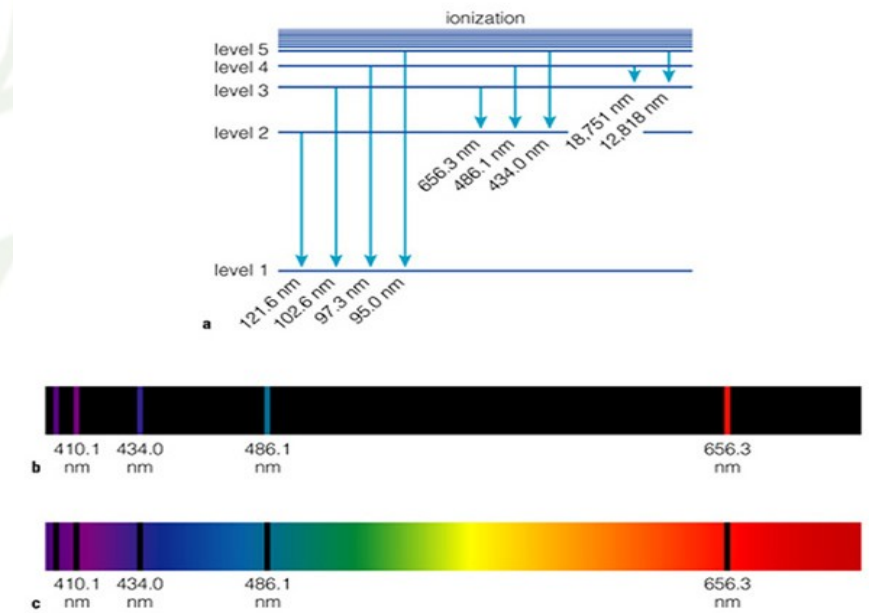 ionization
level 5
level 4
level 3
level 2
656.3 nm
486.1 nm
434.0 nm
18,751 nm
12,818 nm
level 1
121.6 nm
102.6 nm
97.3 nm
95.0 nm
a
410.1 434.0 486.1 656.3
b nm nm nm nm
410.1 434.0 486.1 656.3
c nm nm nm nm